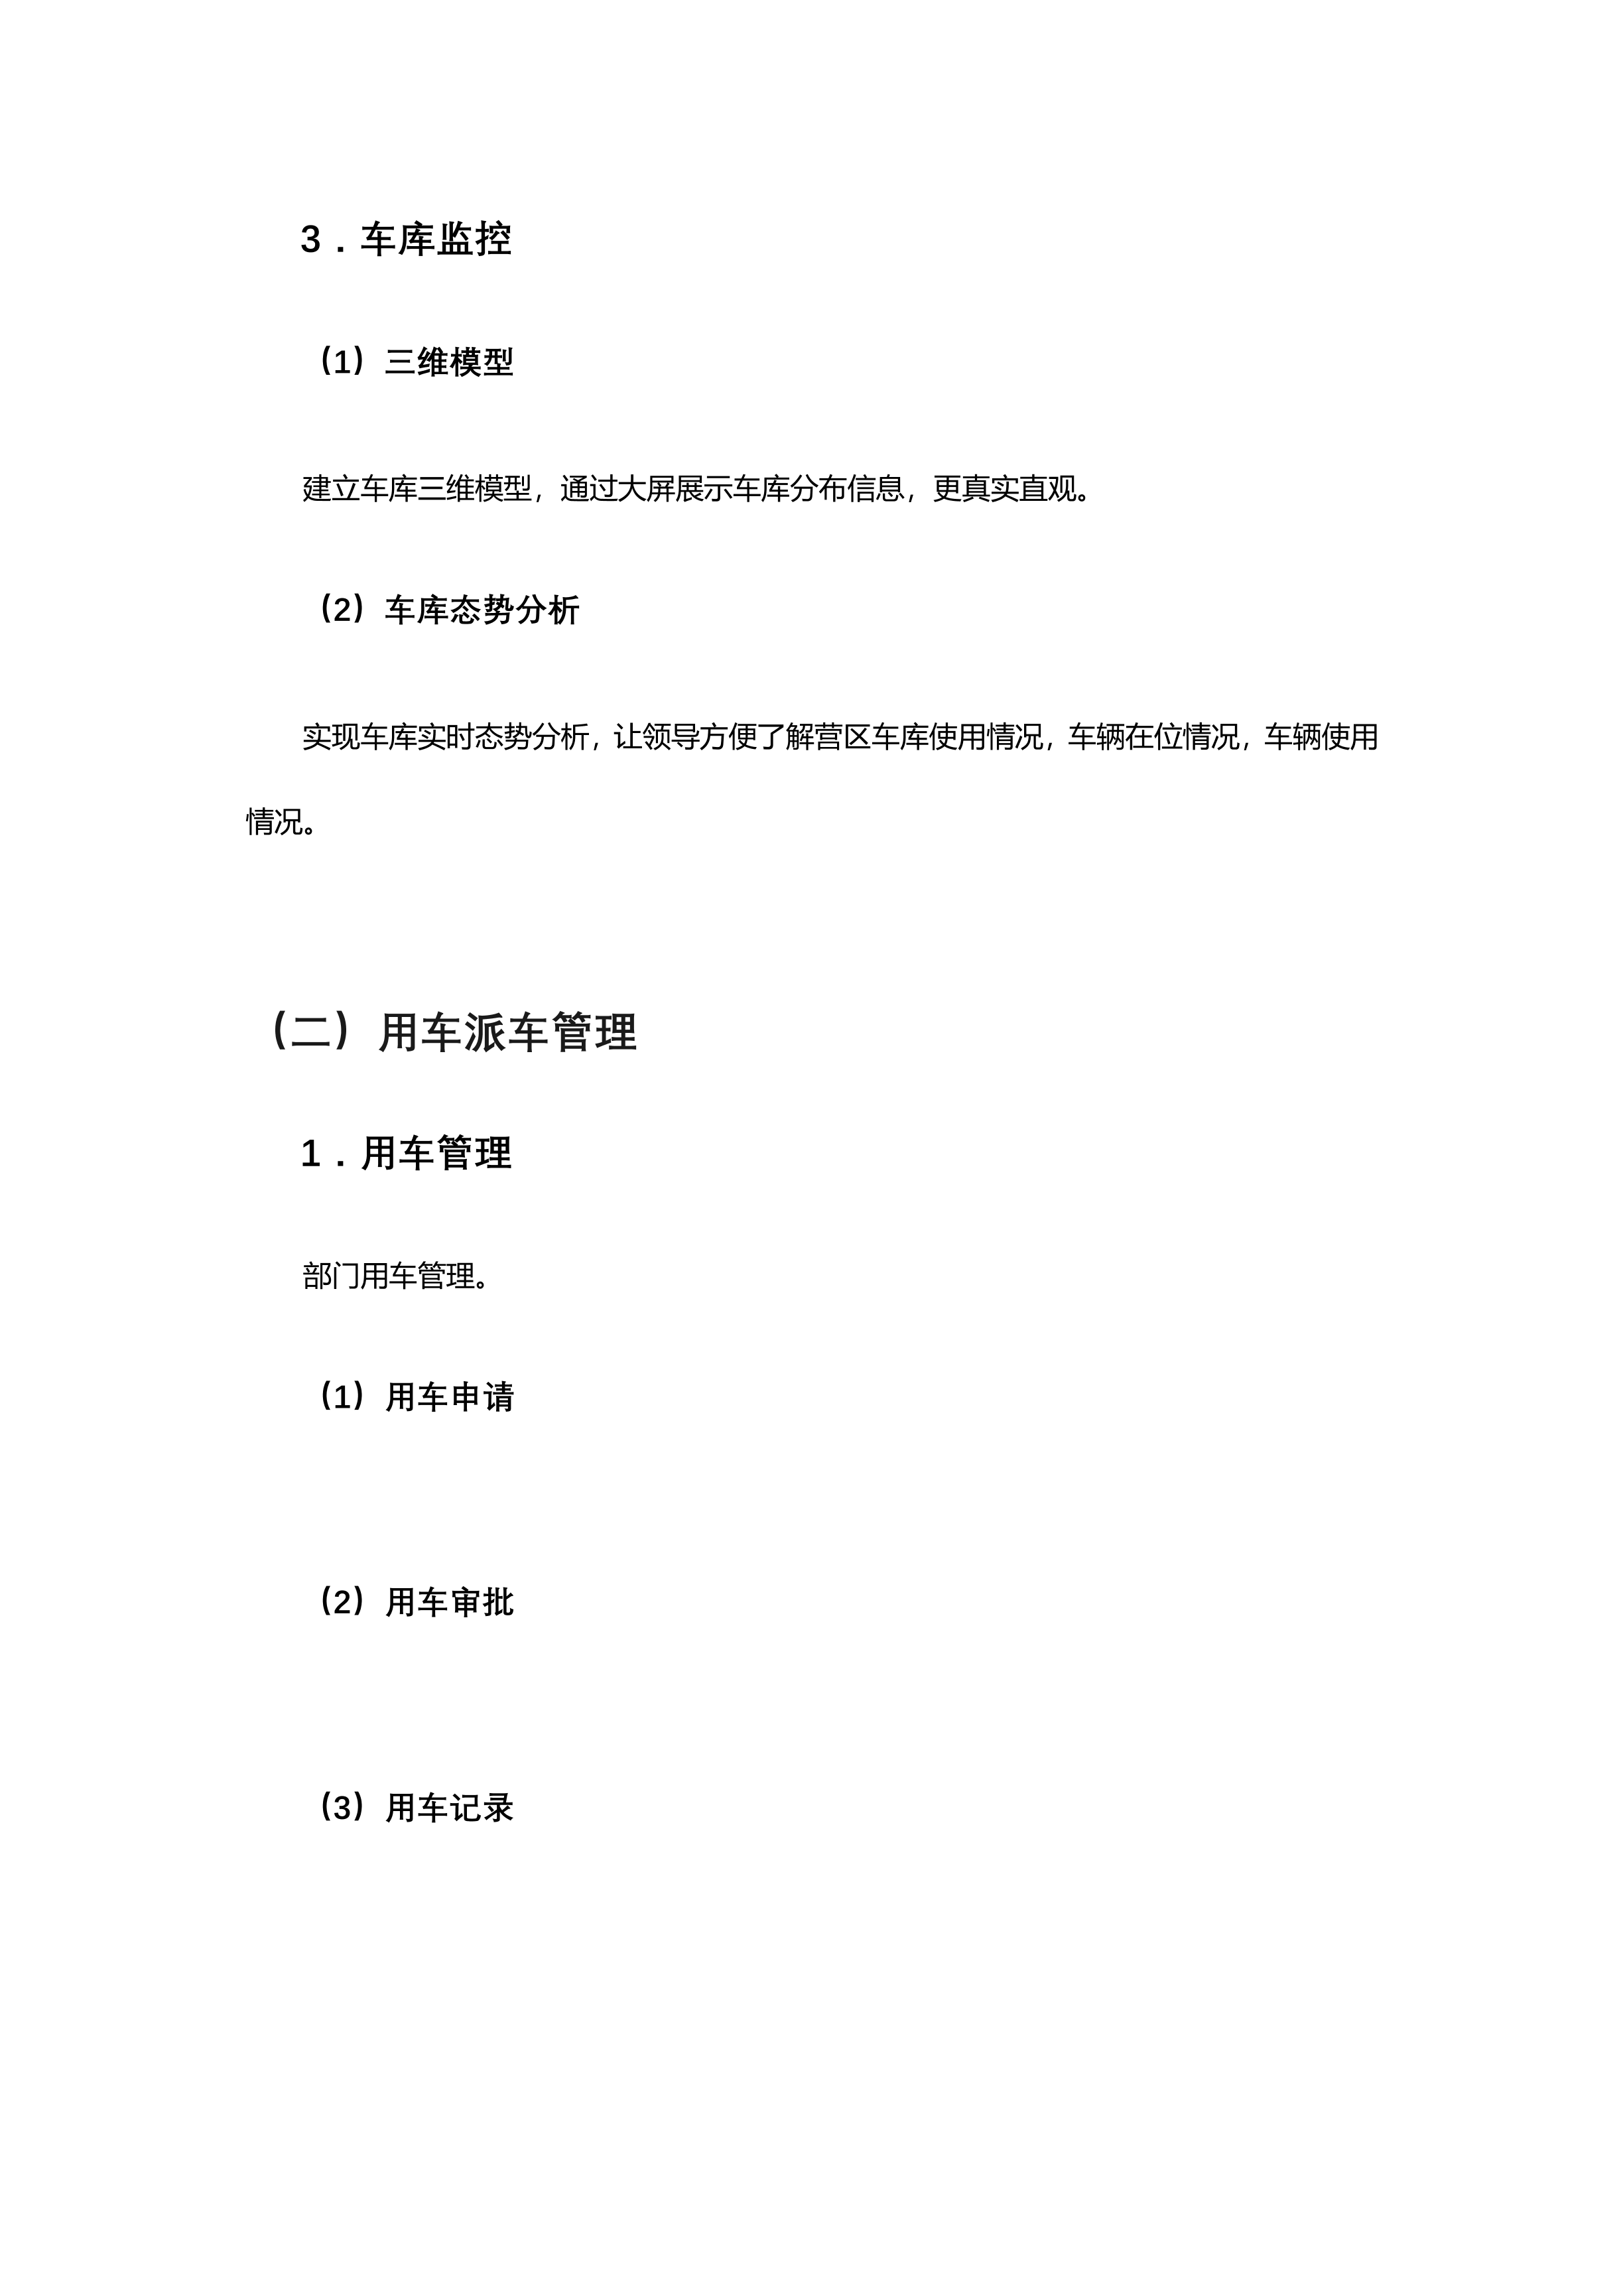 3．车库监控
（1）三维模型
建立车库三维模型，通过大屏展示车库分布信息，更真实直观。
（2）车库态势分析
实现车库实时态势分析，让领导方便了解营区车库使用情况，车辆在位情况，车辆使用
情况。
（二）用车派车管理
1．用车管理
部门用车管理。
（1）用车申请
（2）用车审批
（3）用车记录